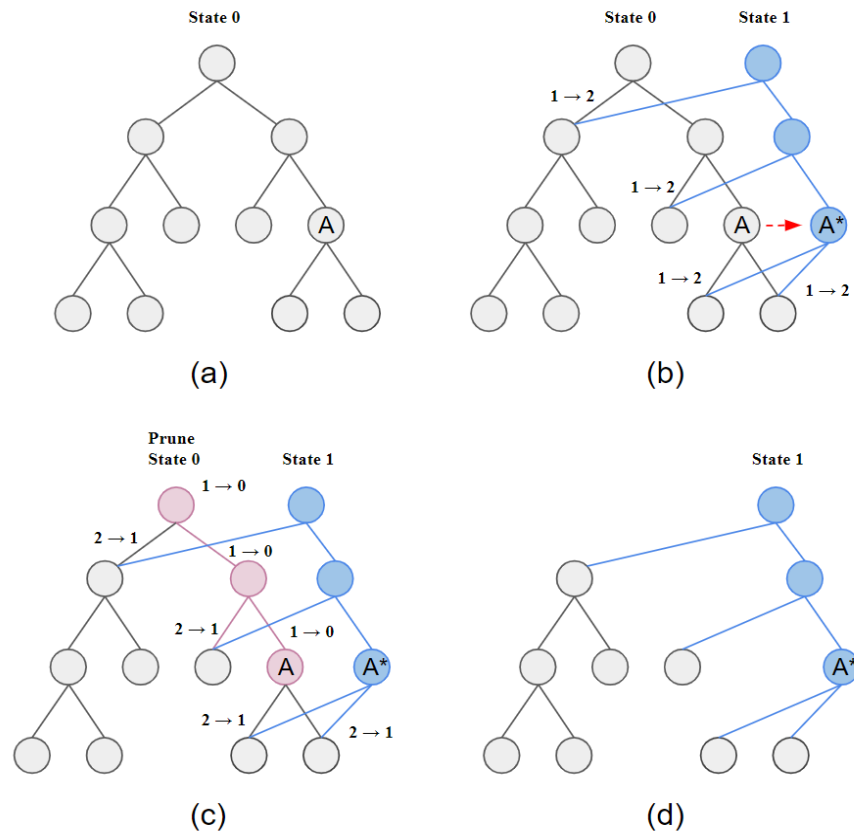 State 0
A
(a)
State 0
State 1
1 → 2
1 → 2
A
A*
1 → 2
1 → 2
(b)
Prune
State 0
State 1
1 → 0
2 → 1
1 → 0
2 → 1
1 → 0
A
A*
2 → 1
2 → 1
(c)
State 1
A*
(d)